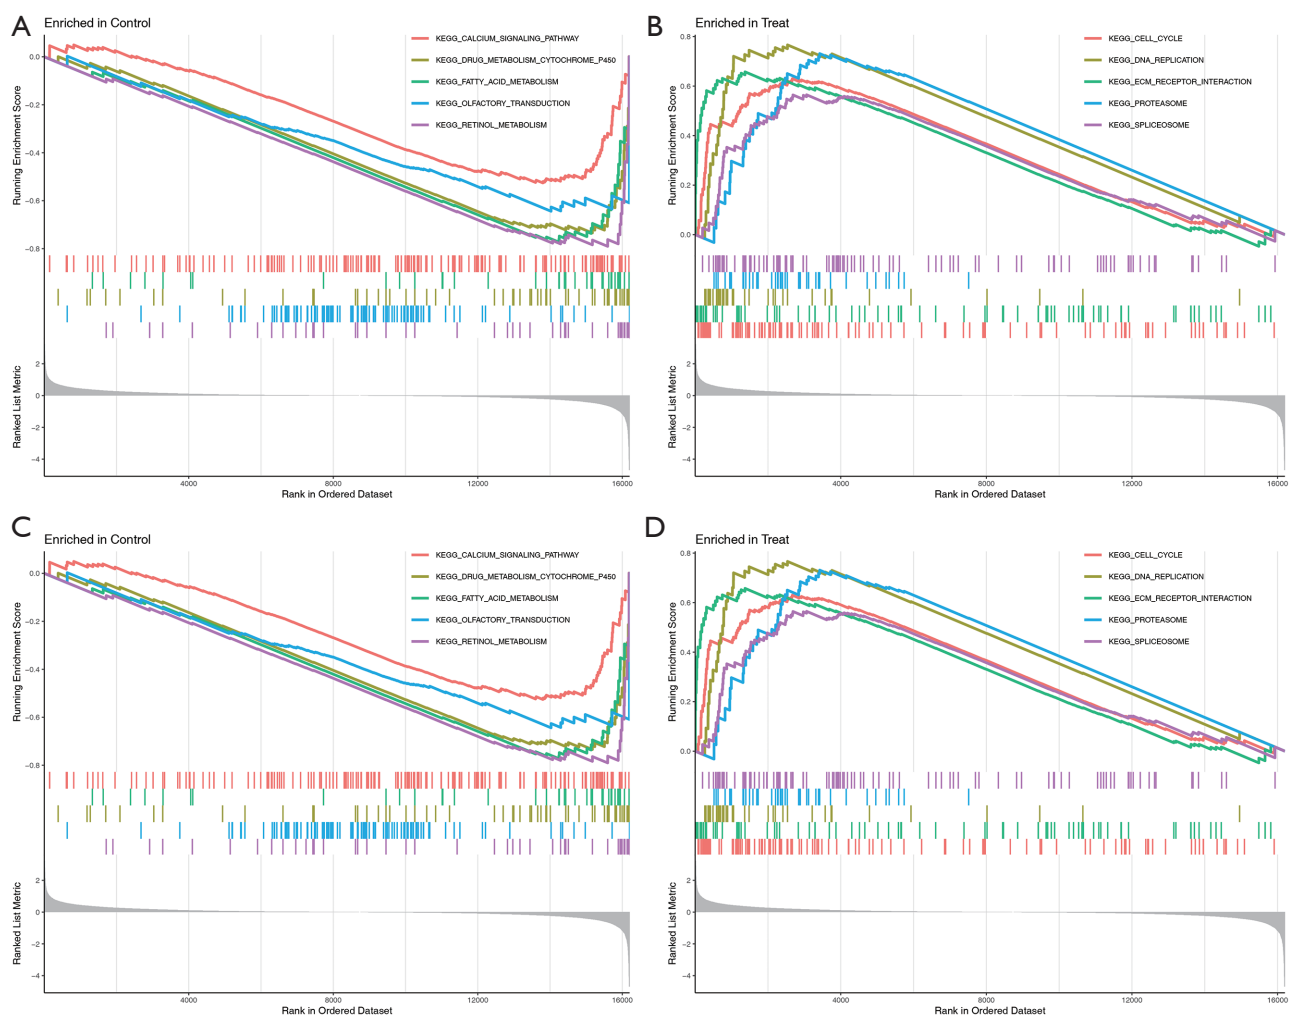 A
Enriched in Control
KEGG_CALCIUM_SIGNALING_PATHWAY
KEGG_DRUG_METABOLISM_CYTOCHROME_P450
KEGG_FATTY_ACID_METABOLISM
KEGG_OLFACTORY_TRANSDUCTION
KEGG_RETINOL_METABOLISM
Running Enrichment Score
0.0
−0.2
−0.4
−0.6
−0.8
Ranked List Metric
2
0
−2
−4
4000 8000 12000 16000
Rank in Ordered Dataset
B
Enriched in Treat
KEGG_CELL_CYCLE
KEGG_DNA_REPLICATION
KEGG_ECM_RECEPTOR_INTERACTION
KEGG_PROTEASOME
KEGG_SPLICEOSOME
Running Enrichment Score
0.8
0.6
0.4
0.2
0.0
Ranked List Metric
2
0
−2
−4
4000 8000 12000 16000
Rank in Ordered Dataset
C
Enriched in Control
KEGG_CALCIUM_SIGNALING_PATHWAY
KEGG_DRUG_METABOLISM_CYTOCHROME_P450
KEGG_FATTY_ACID_METABOLISM
KEGG_OLFACTORY_TRANSDUCTION
KEGG_RETINOL_METABOLISM
Running Enrichment Score
0.0
−0.2
−0.4
−0.6
−0.8
Ranked List Metric
2
0
−2
−4
4000 8000 12000 16000
Rank in Ordered Dataset
D
Enriched in Treat
KEGG_CELL_CYCLE
KEGG_DNA_REPLICATION
KEGG_ECM_RECEPTOR_INTERACTION
KEGG_PROTEASOME
KEGG_SPLICEOSOME
Running Enrichment Score
0.8
0.6
0.4
0.2
0.0
Ranked List Metric
2
0
−2
−4
4000 8000 12000 16000
Rank in Ordered Dataset